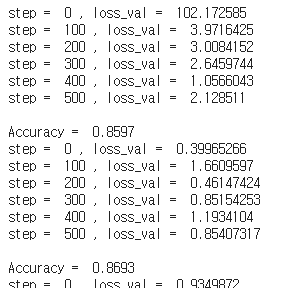 step =  0 , loss_val =  102.172585
step =  100 , loss_val =  3.9716425
step =  200 , loss_val =  3.0084152
step =  300 , loss_val =  2.6459744
step =  400 , loss_val =  1.0566043
step =  500 , loss_val =  2.128511

Accuracy =  0.8597
step =  0 , loss_val =  0.39965266
step =  100 , loss_val =  1.6609597
step =  200 , loss_val =  0.46147424
step =  300 , loss_val =  0.85154253
step =  400 , loss_val =  1.1934104
step =  500 , loss_val =  0.85407317

Accuracy =  0.8693
step =  0 , loss_val =  0.9349872